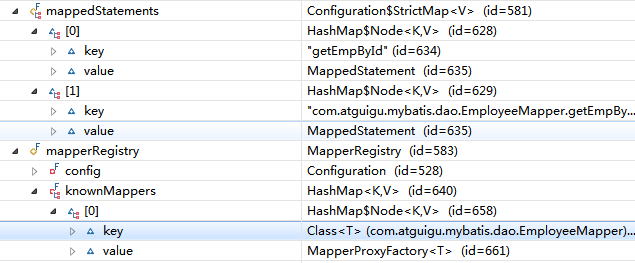 mappedStatements Configuration$StrictMap<V> (id=581)
[0] HashMap$Node<K,V> (id=628)
key "getEmpById" (id=634)
value MappedStatement (id=635)
[1] HashMap$Node<K,V> (id=629)
key "com.atguigu.mybatis.dao.EmployeeMapper.getEmpBy...
value MappedStatement (id=635)
mapperRegistry MapperRegistry (id=583)
config Configuration (id=528)
knownMappers HashMap<K,V> (id=640)
[0] HashMap$Node<K,V> (id=658)
key Class<T> (com.atguigu.mybatis.dao.EmployeeMapper)...
value MapperProxyFactory<T> (id=661)